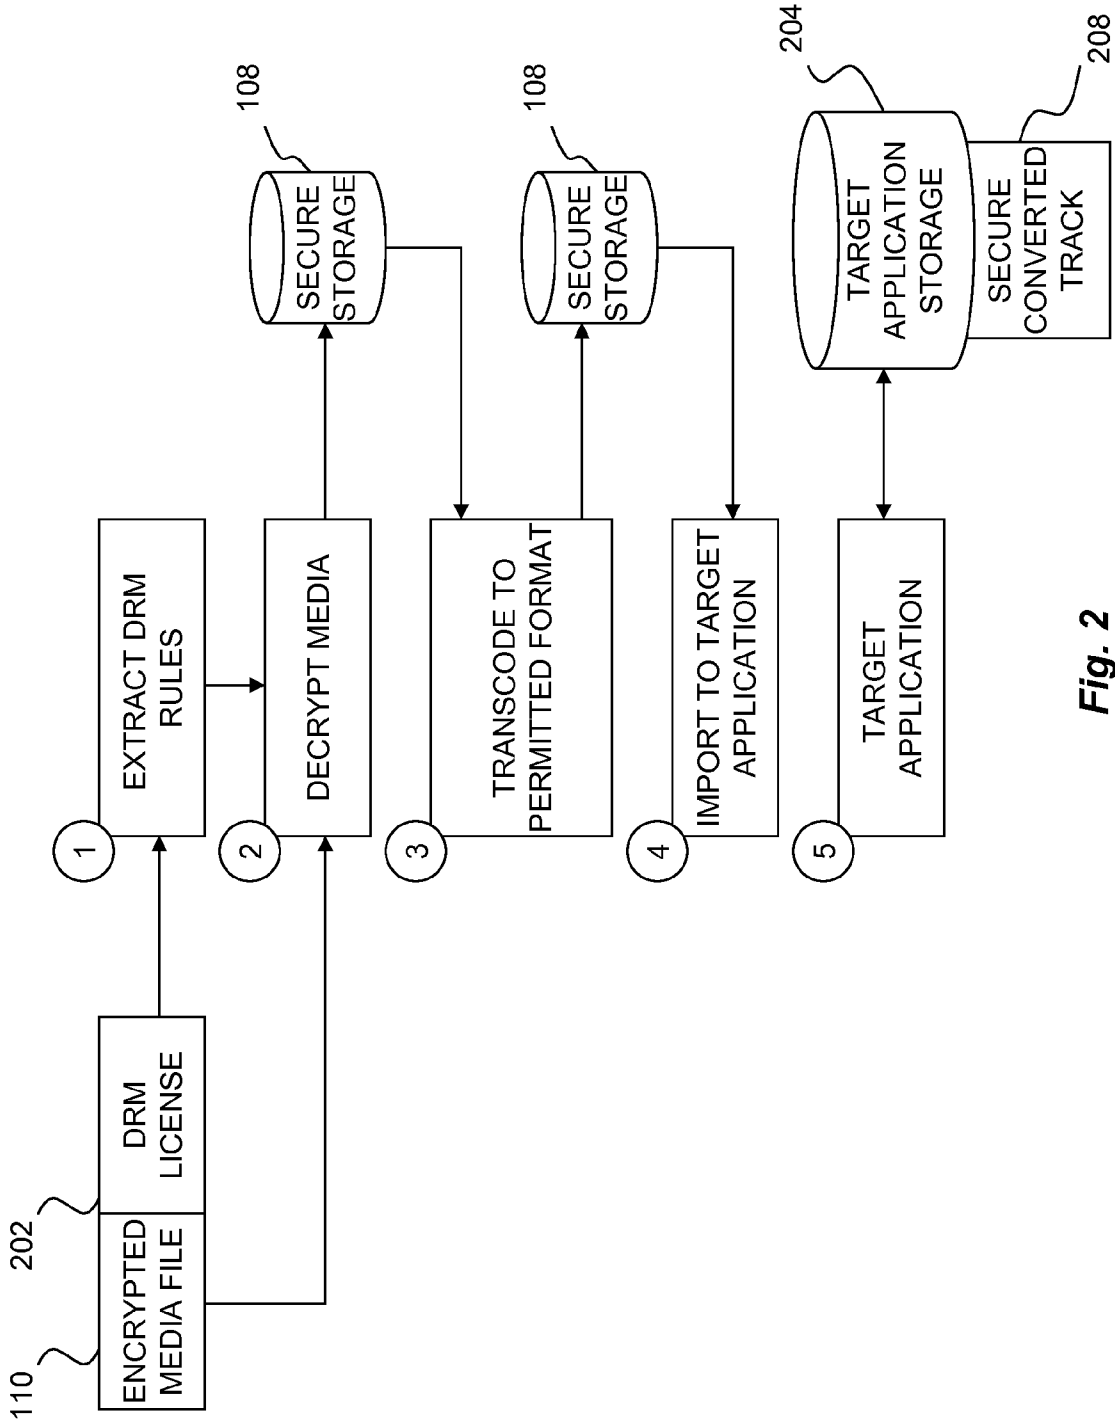 110
202
ENCRYPTED
MEDIA FILE
DRM
LICENSE
1
EXTRACT DRM
RULES
2
DECRYPT MEDIA
SECURE
STORAGE
108
3
TRANSCODE TO
PERMITTED FORMAT
SECURE
STORAGE
108
4
IMPORT TO TARGET
APPLICATION
5
TARGET
APPLICATION
TARGET
APPLICATION
STORAGE
204
SECURE
CONVERTED
TRACK
208
Fig. 2